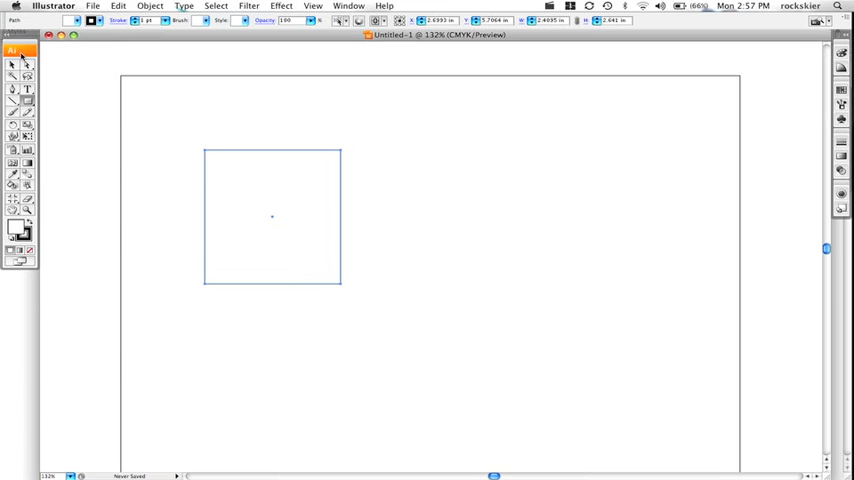 Illustrator File Edit Object Type Select Filter Effect View Window Help (66%) Mon 2:57 PM rockskier
Path Stroke: 1 pt Brush: Style: Opacity: 100 % X: 2.6993 in Y: 5.7064 in W: 2.4035 in H: 2.641 in
Untitled-1 @ 132% (CMYK/Preview)
Ai
T
132% Never Saved